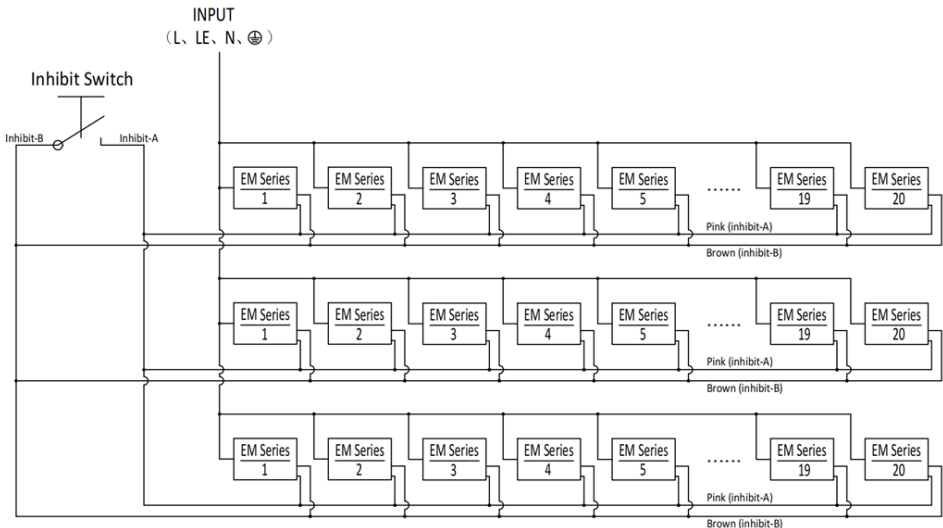 INPUT
(L、LE、N、⏚)
Inhibit Switch
Inhibit-B
Inhibit-A
EM Series
1
EM Series
2
EM Series
3
EM Series
4
EM Series
5
......
EM Series
19
EM Series
20
Pink (inhibit-A)
Brown (inhibit-B)
EM Series
1
EM Series
2
EM Series
3
EM Series
4
EM Series
5
......
EM Series
19
EM Series
20
Pink (inhibit-A)
Brown (inhibit-B)
EM Series
1
EM Series
2
EM Series
3
EM Series
4
EM Series
5
......
EM Series
19
EM Series
20
Pink (inhibit-A)
Brown (inhibit-B)